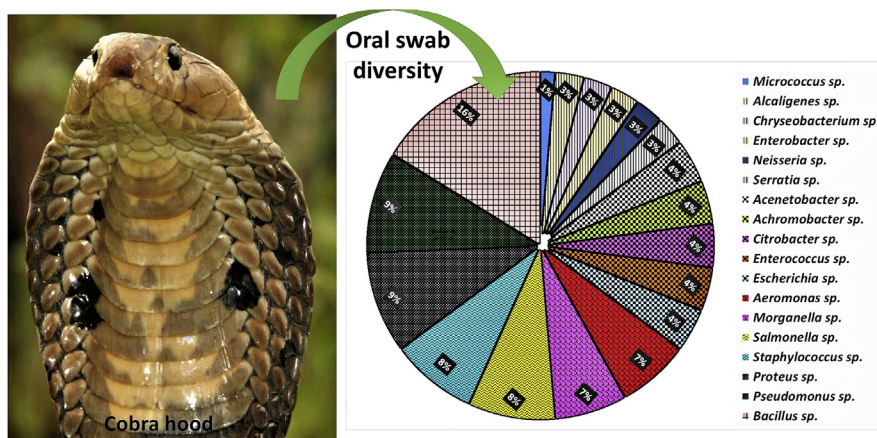 Oral swab
diversity
Cobra hood
1%
3%
3%
3%
3%
3%
4%
4%
4%
4%
4%
7%
7%
8%
8%
9%
9%
16%
Micrococcus sp.
Alcaligenes sp.
Chryseobacterium sp
Enterobacter sp.
Neisseria sp.
Serratia sp.
Acenetobacter sp.
Achromobacter sp.
Citrobacter sp.
Enterococcus sp.
Escherichia sp.
Aeromonas sp.
Morganella sp.
Salmonella sp.
Staphylococcus sp.
Proteus sp.
Pseudomonus sp.
Bacillus sp.